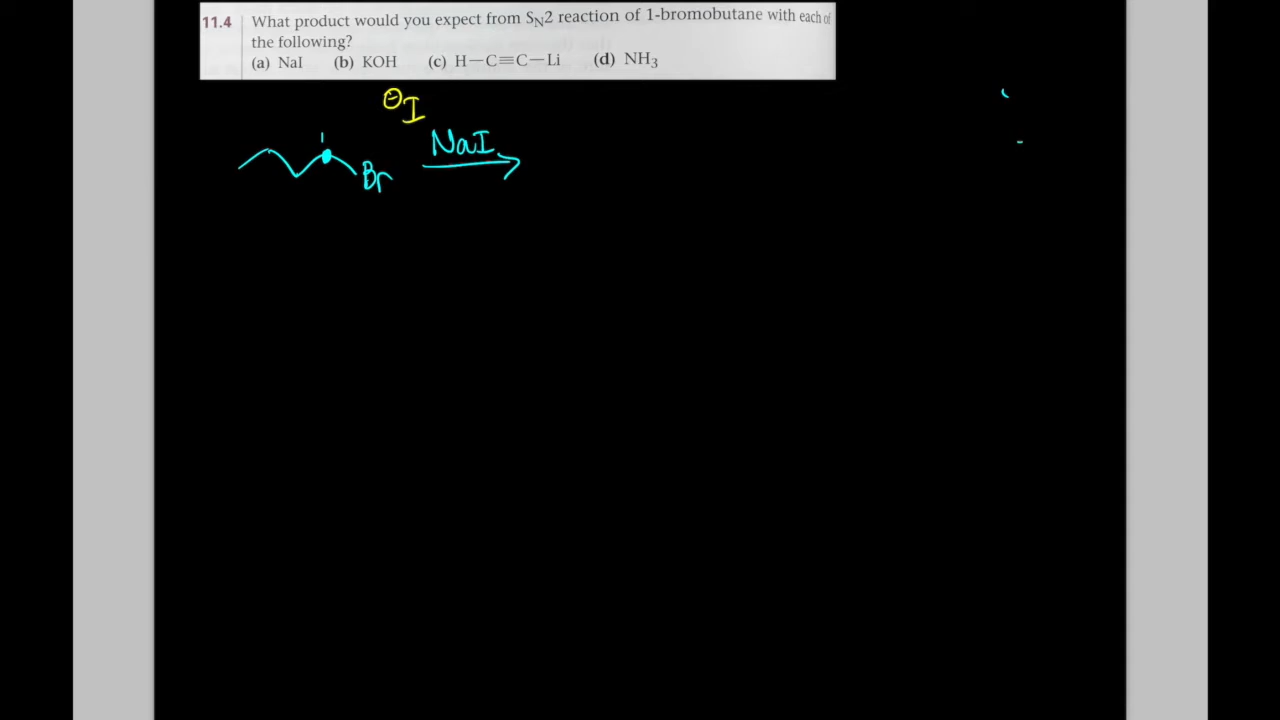 11.4 What product would you expect from SN2 reaction of 1-bromobutane with each of
the following?
(a) NaI (b) KOH (c) H—C≡C—Li (d) NH3
⊖I
NaI
Br